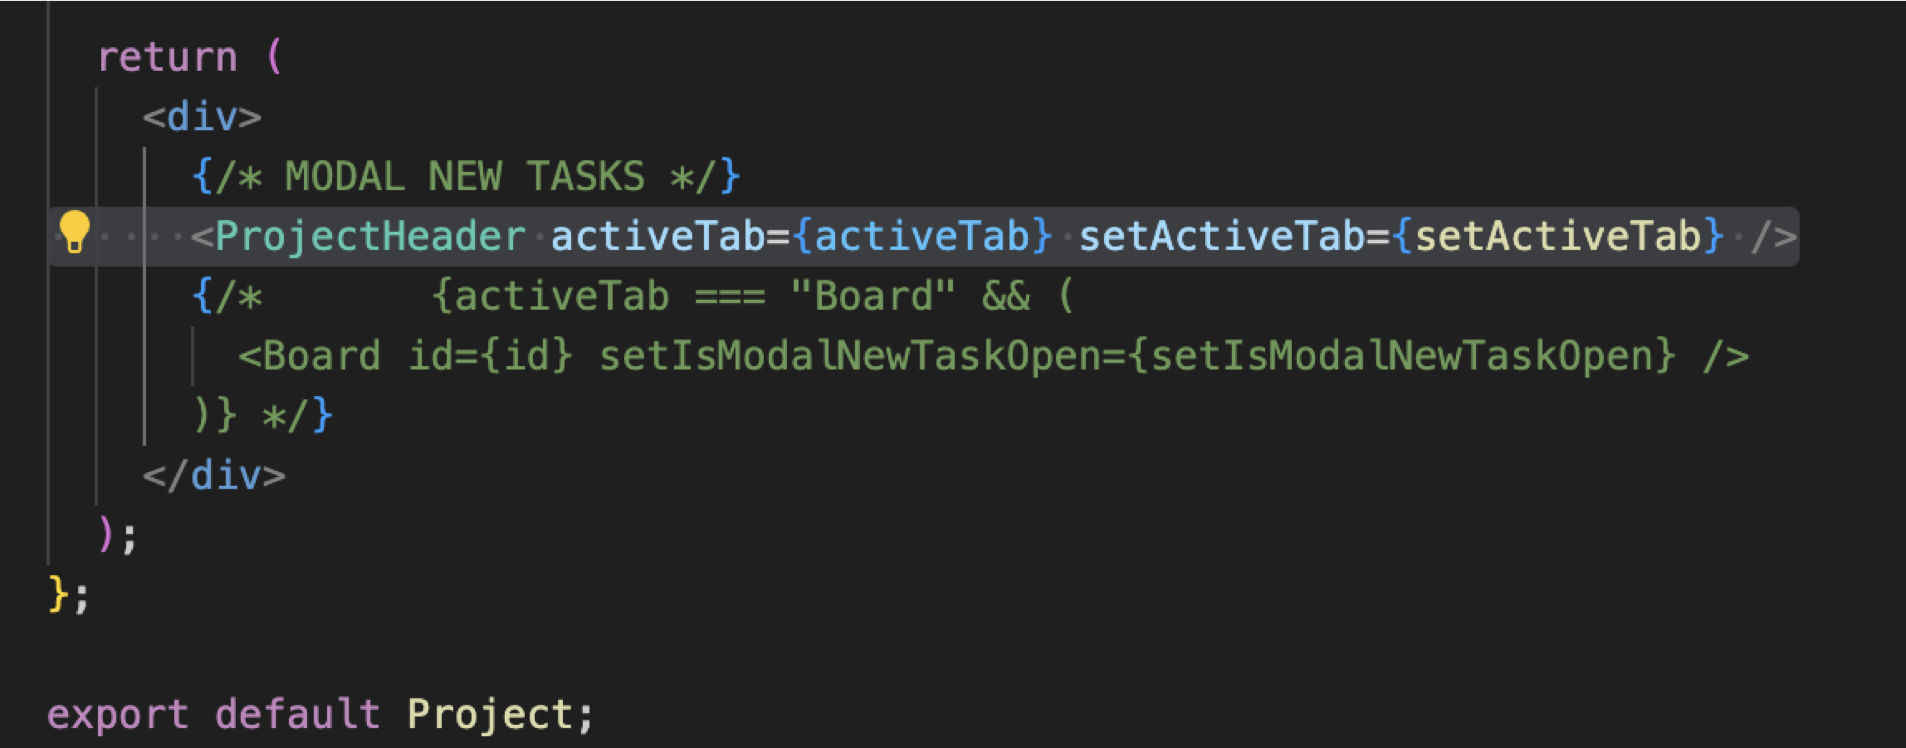 return (
<div>
{/* MODAL NEW TASKS */}
<ProjectHeader activeTab={activeTab} setActiveTab={setActiveTab} />
{/*       {activeTab === "Board" && (
<Board id={id} setIsModalNewTaskOpen={setIsModalNewTaskOpen} />
)} */}
</div>
);
};
export default Project;